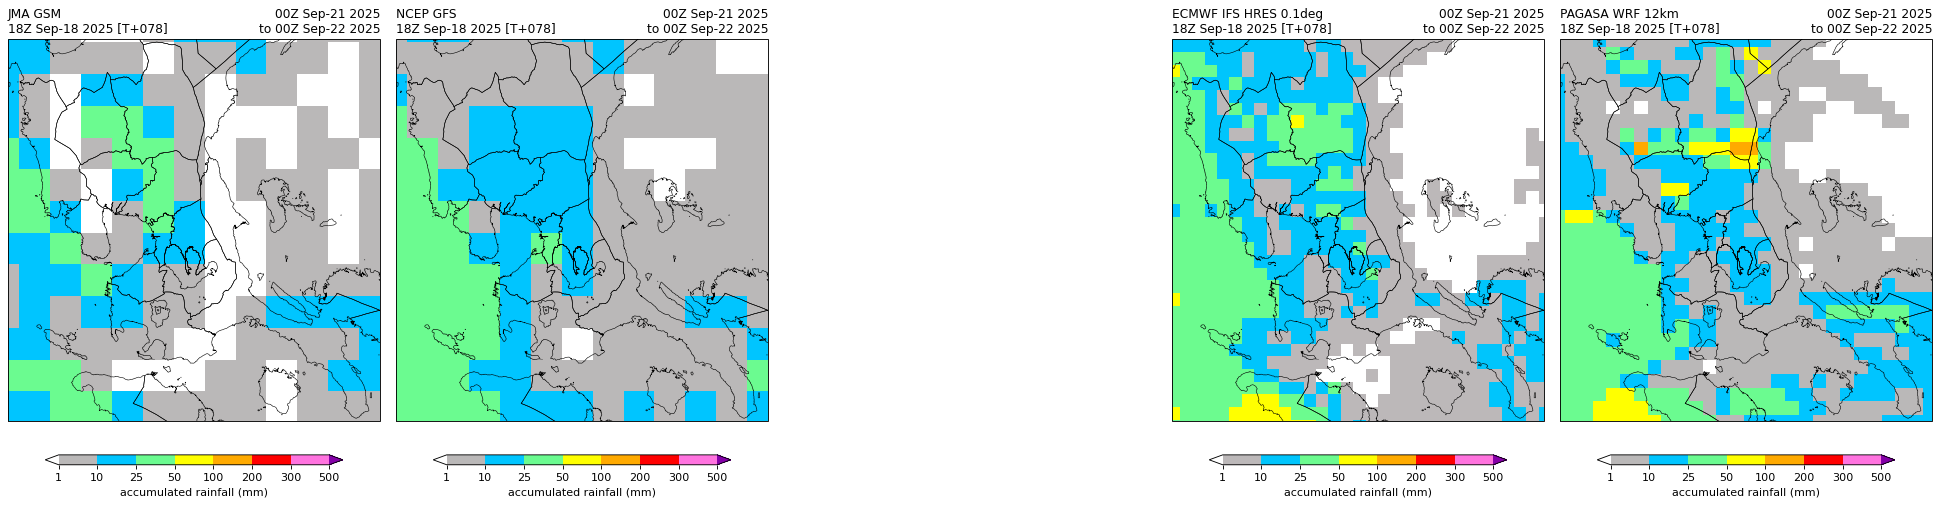 JMA GSM 00Z Sep-21 2025
18Z Sep-18 2025 [T+078] to 00Z Sep-22 2025
NCEP GFS 00Z Sep-21 2025
18Z Sep-18 2025 [T+078] to 00Z Sep-22 2025
ECMWF IFS HRES 0.1deg 00Z Sep-21 2025
18Z Sep-18 2025 [T+078] to 00Z Sep-22 2025
PAGASA WRF 12km 00Z Sep-21 2025
18Z Sep-18 2025 [T+078] to 00Z Sep-22 2025
1 10 25 50 100 200 300 500
accumulated rainfall (mm)
1 10 25 50 100 200 300 500
accumulated rainfall (mm)
1 10 25 50 100 200 300 500
accumulated rainfall (mm)
1 10 25 50 100 200 300 500
accumulated rainfall (mm)